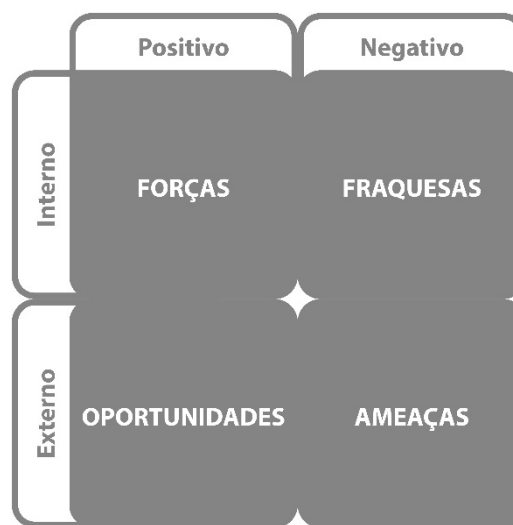 Positivo
Negativo
Interno
FORÇAS
FRAQUESAS
Externo
OPORTUNIDADES
AMEAÇAS